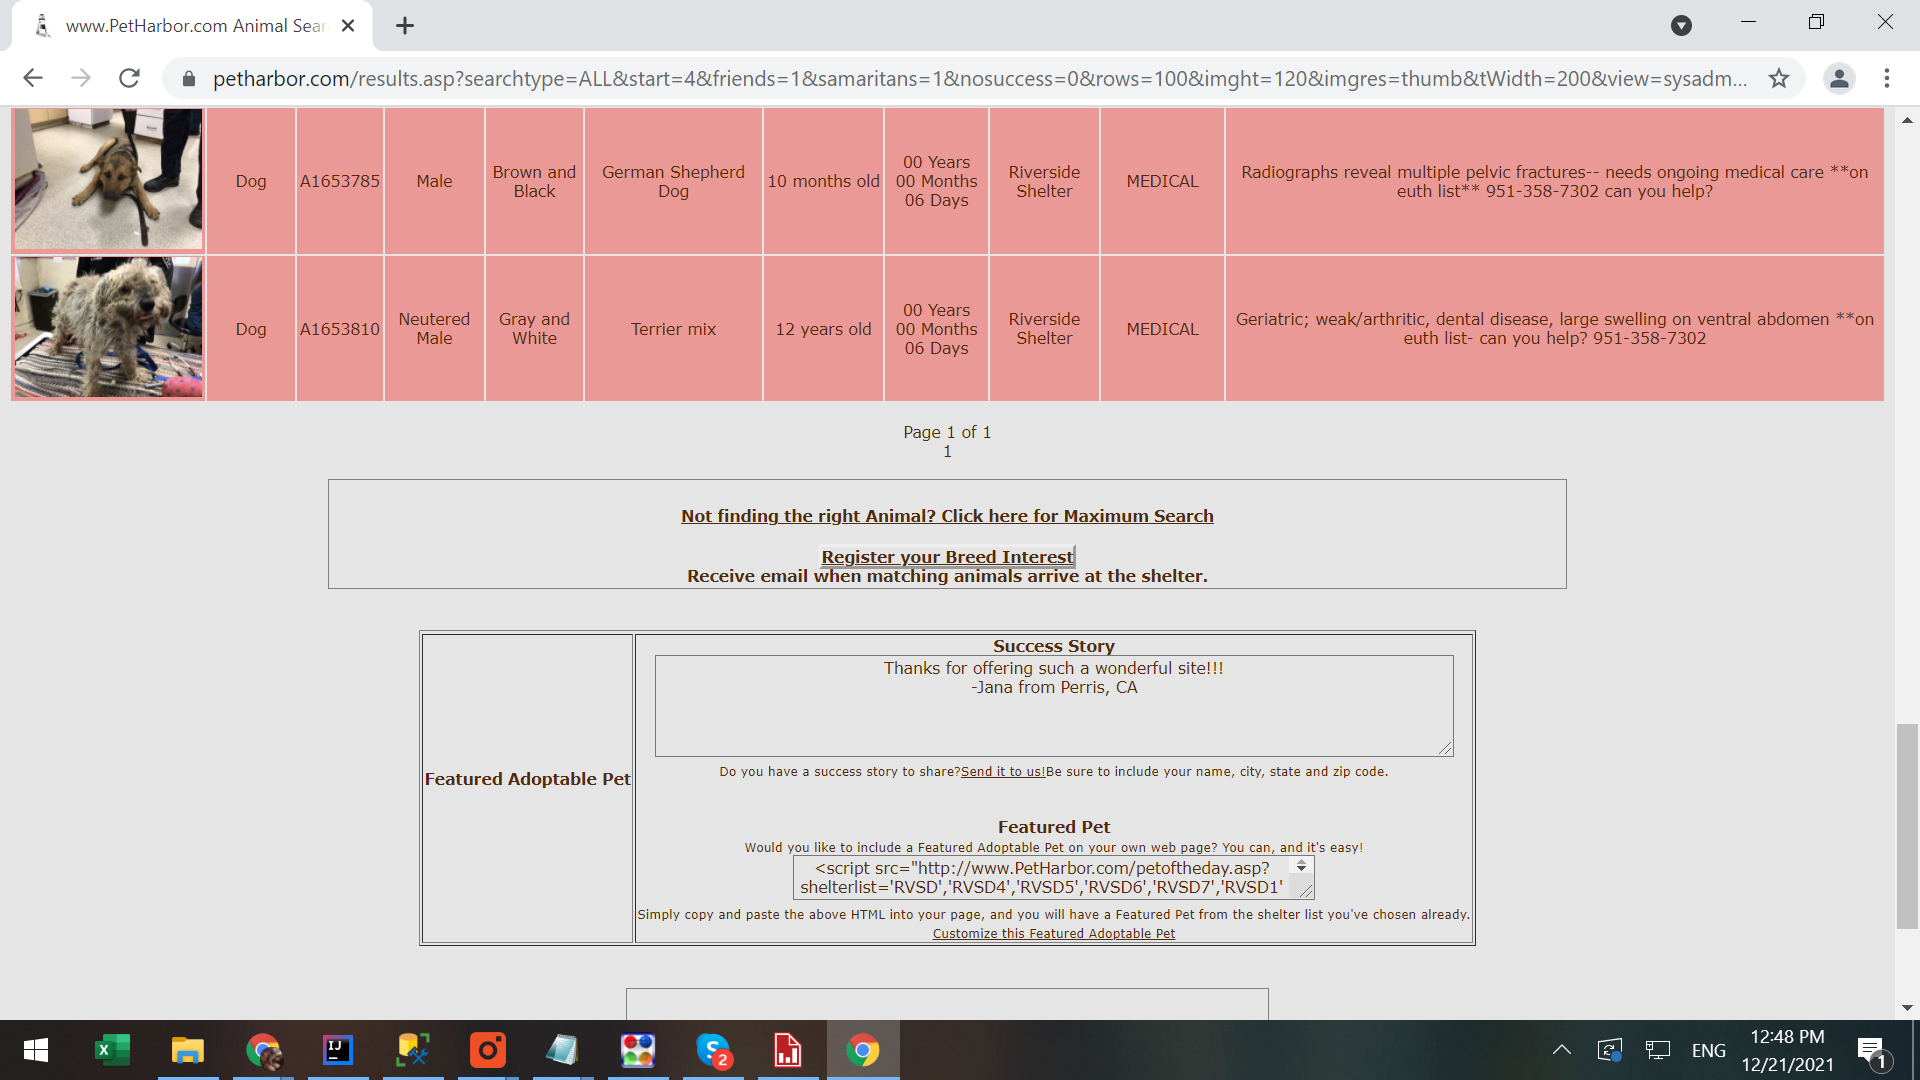 www.PetHarbor.com Animal Sear
petharbor.com/results.asp?searchtype=ALL&start=4&friends=1&samaritans=1&nosuccess=0&rows=100&imght=120&imgres=thumb&tWidth=200&view=sysadm...
Dog A1653785 Male Brown and Black German Shepherd Dog 10 months old 00 Years 00 Months 06 Days Riverside Shelter MEDICAL Radiographs reveal multiple pelvic fractures-- needs ongoing medical care **on euth list** 951-358-7302 can you help?
Dog A1653810 Neutered Male Gray and White Terrier mix 12 years old 00 Years 00 Months 06 Days Riverside Shelter MEDICAL Geriatric; weak/arthritic, dental disease, large swelling on ventral abdomen **on euth list- can you help? 951-358-7302
Page 1 of 1
1
Not finding the right Animal? Click here for Maximum Search
Register your Breed Interest
Receive email when matching animals arrive at the shelter.
Featured Adoptable Pet
Success Story
Thanks for offering such a wonderful site!!!
-Jana from Perris, CA
Do you have a success story to share?Send it to us!Be sure to include your name, city, state and zip code.
Featured Pet
Would you like to include a Featured Adoptable Pet on your own web page? You can, and it's easy!
<script src="http://www.PetHarbor.com/petoftheday.asp?
shelterlist='RVSD','RVSD4','RVSD5','RVSD6','RVSD7','RVSD1'
Simply copy and paste the above HTML into your page, and you will have a Featured Pet from the shelter list you've chosen already.
Customize this Featured Adoptable Pet
X
IJ
S
2
ENG
12:48 PM
12/21/2021
1